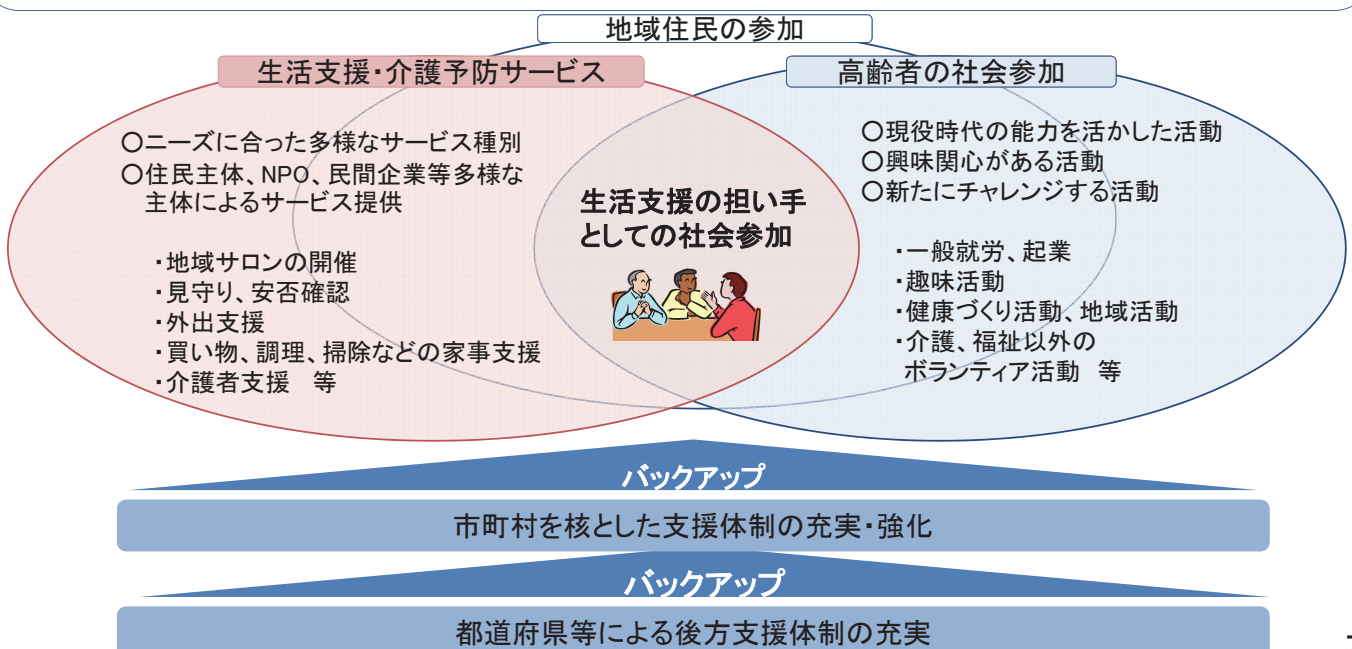 地域住民の参加
生活支援・介護予防サービス
○ニーズに合った多様なサービス種別
○住民主体、NPO、民間企業等多様な
主体によるサービス提供
・地域サロンの開催
・見守り、安否確認
・外出支援
・買い物、調理、掃除などの家事支援
・介護者支援　等
生活支援の担い手
としての社会参加
高齢者の社会参加
○現役時代の能力を活かした活動
○興味関心がある活動
○新たにチャレンジする活動
・一般就労、起業
・趣味活動
・健康づくり活動、地域活動
・介護、福祉以外の
ボランティア活動　等
バックアップ
市町村を核とした支援体制の充実・強化
バックアップ
都道府県等による後方支援体制の充実